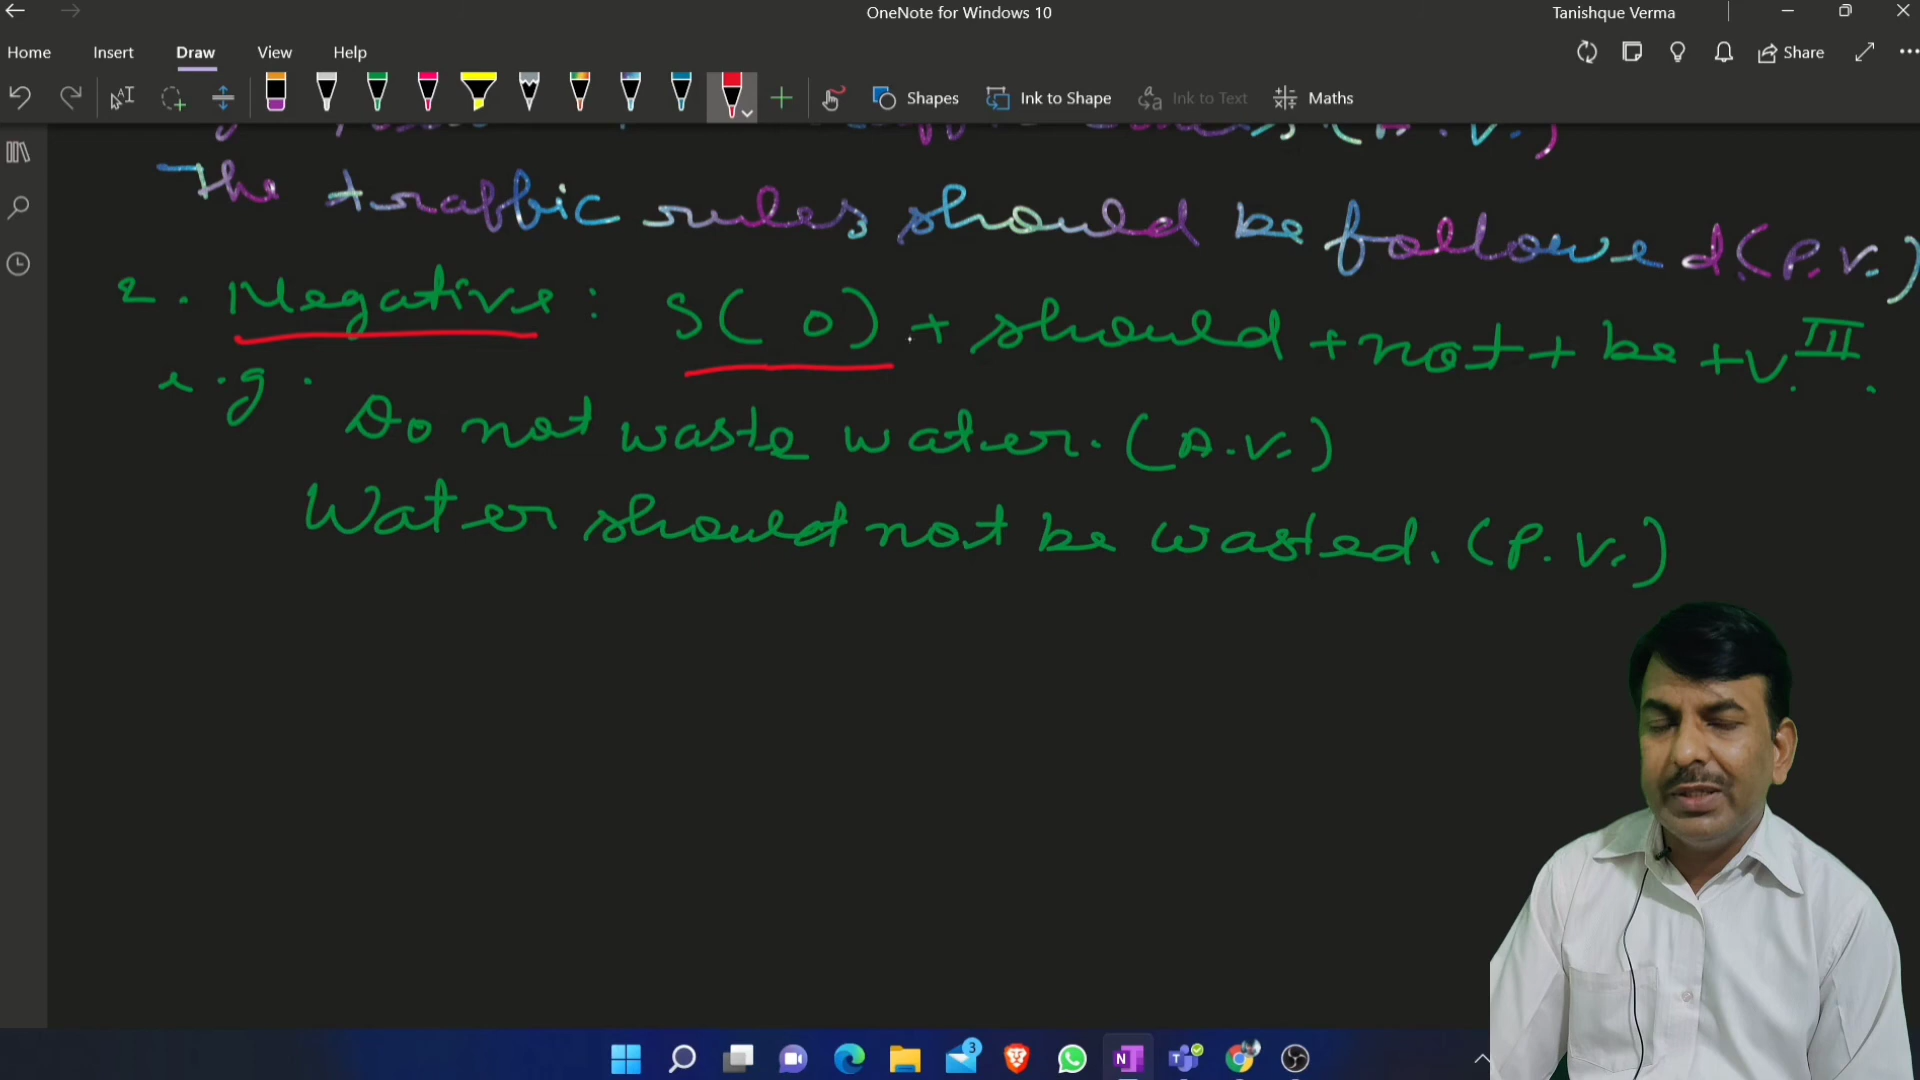 OneNote for Windows 10
Tanishque Verma
Home Insert Draw View Help
Share
Shapes Ink to Shape Ink to Text Maths
The traffic rules should be followed (P.V.)
2. Negative: S( O) + should + not + be + V.III.
e.g.
Do not waste water. (A.V.)
Water should not be wasted. (P.V.)
3